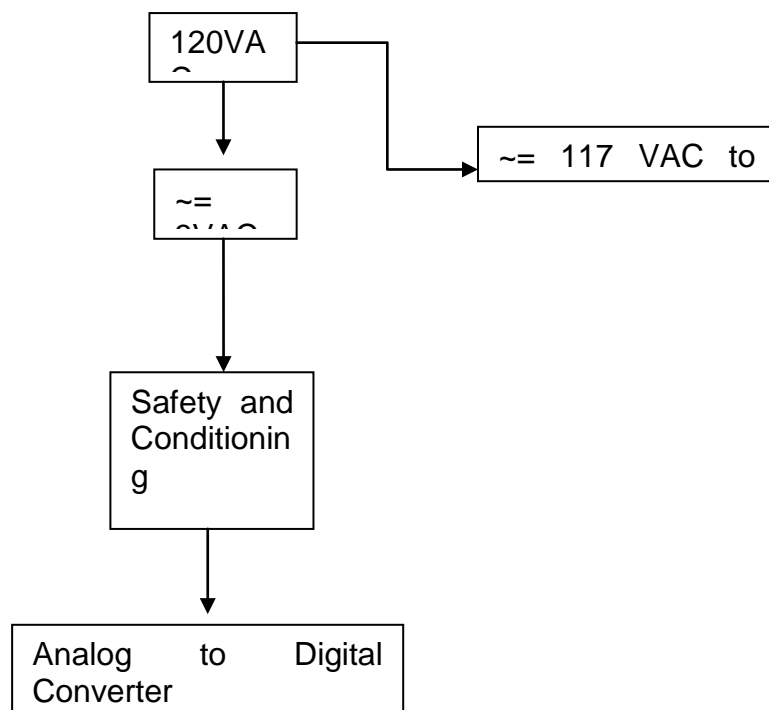 120VA
~= 117 VAC to
~=
Safety and
Conditionin
g
Analog to Digital
Converter